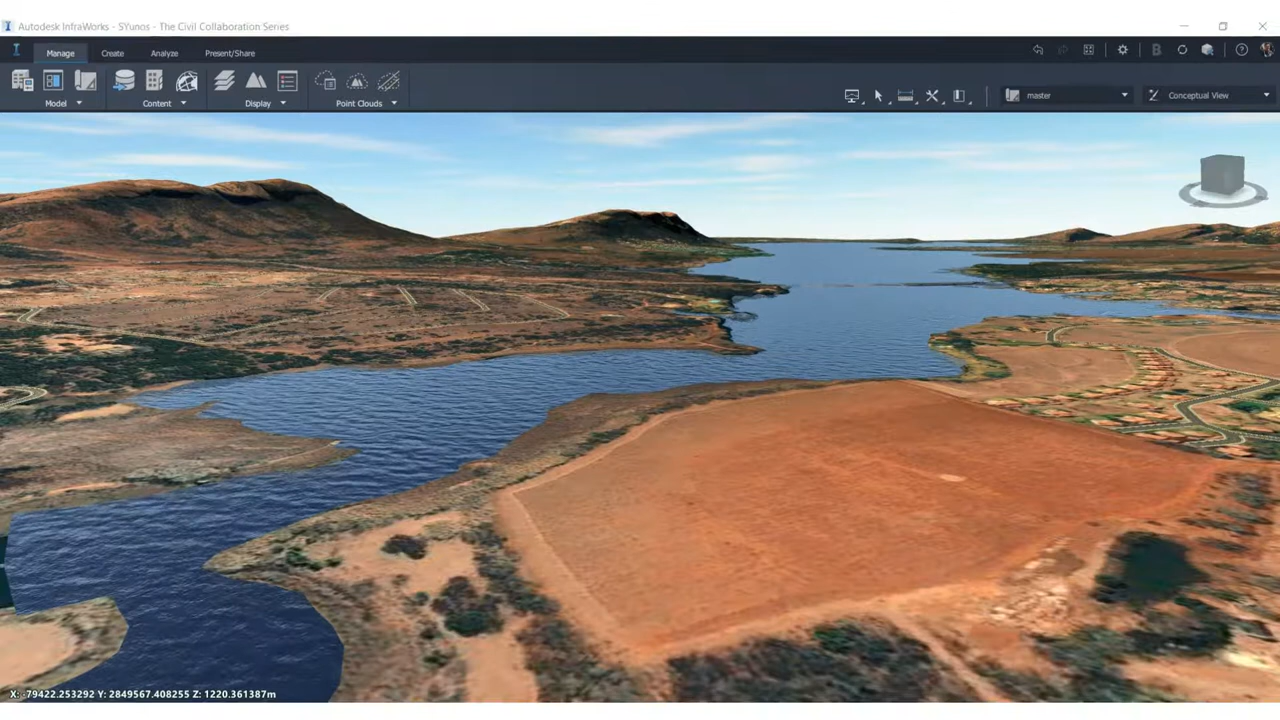 Autodesk InfraWorks - SYunos - The Civil Collaboration Series
Manage Create Analyze Present/Share
Model Content Display Point Clouds
master Conceptual View
X: -79422.253292 Y: 2849567.408255 Z: 1220.361387m